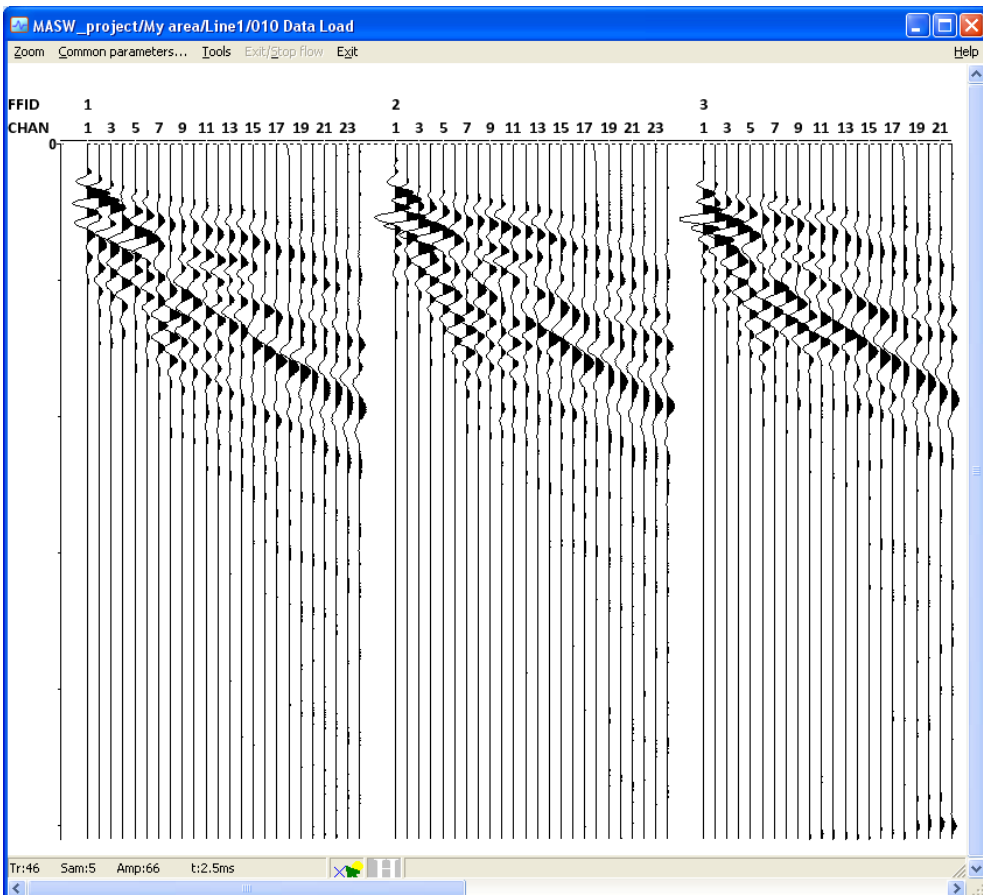 MASW_project/My area/Line1/010 Data Load
Zoom Common parameters... Tools Exit/Stop flow Exit Help
FFID 1 2 3
CHAN 1 3 5 7 9 11 13 15 17 19 21 23 1 3 5 7 9 11 13 15 17 19 21 23 1 3 5 7 9 11 13 15 17 19 21
0
Tr:46 Sam:5 Amp:66 t:2.5ms